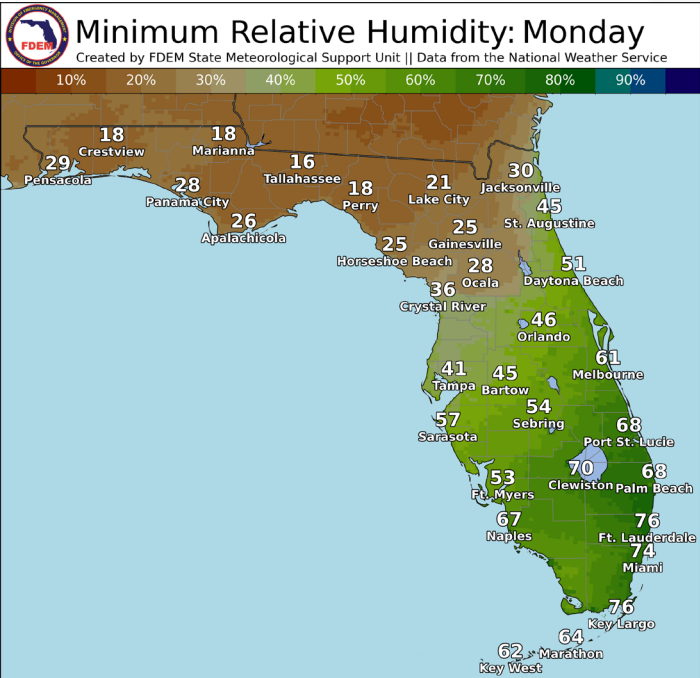 Minimum Relative Humidity: Monday
Created by FDEM State Meteorological Support Unit || Data from the National Weather Service
FDEM
10% 20% 30% 40% 50% 60% 70% 80% 90%
18
Crestview
18
Marianna
29
Pensacola
16
Tallahassee
30
Jacksonville
28
Panama City
18
Perry
21
Lake City
45
St. Augustine
26
Apalachicola
25
Gainesville
25
Horseshoe Beach
28
Ocala
51
Daytona Beach
36
Crystal River
46
Orlando
61
Melbourne
41
Tampa
45
Bartow
54
Sebring
57
Sarasota
68
Port St. Lucie
70
Clewiston
68
Palm Beach
53
Ft. Myers
67
Naples
76
Ft. Lauderdale
74
Miami
76
Key Largo
64
Marathon
62
Key West